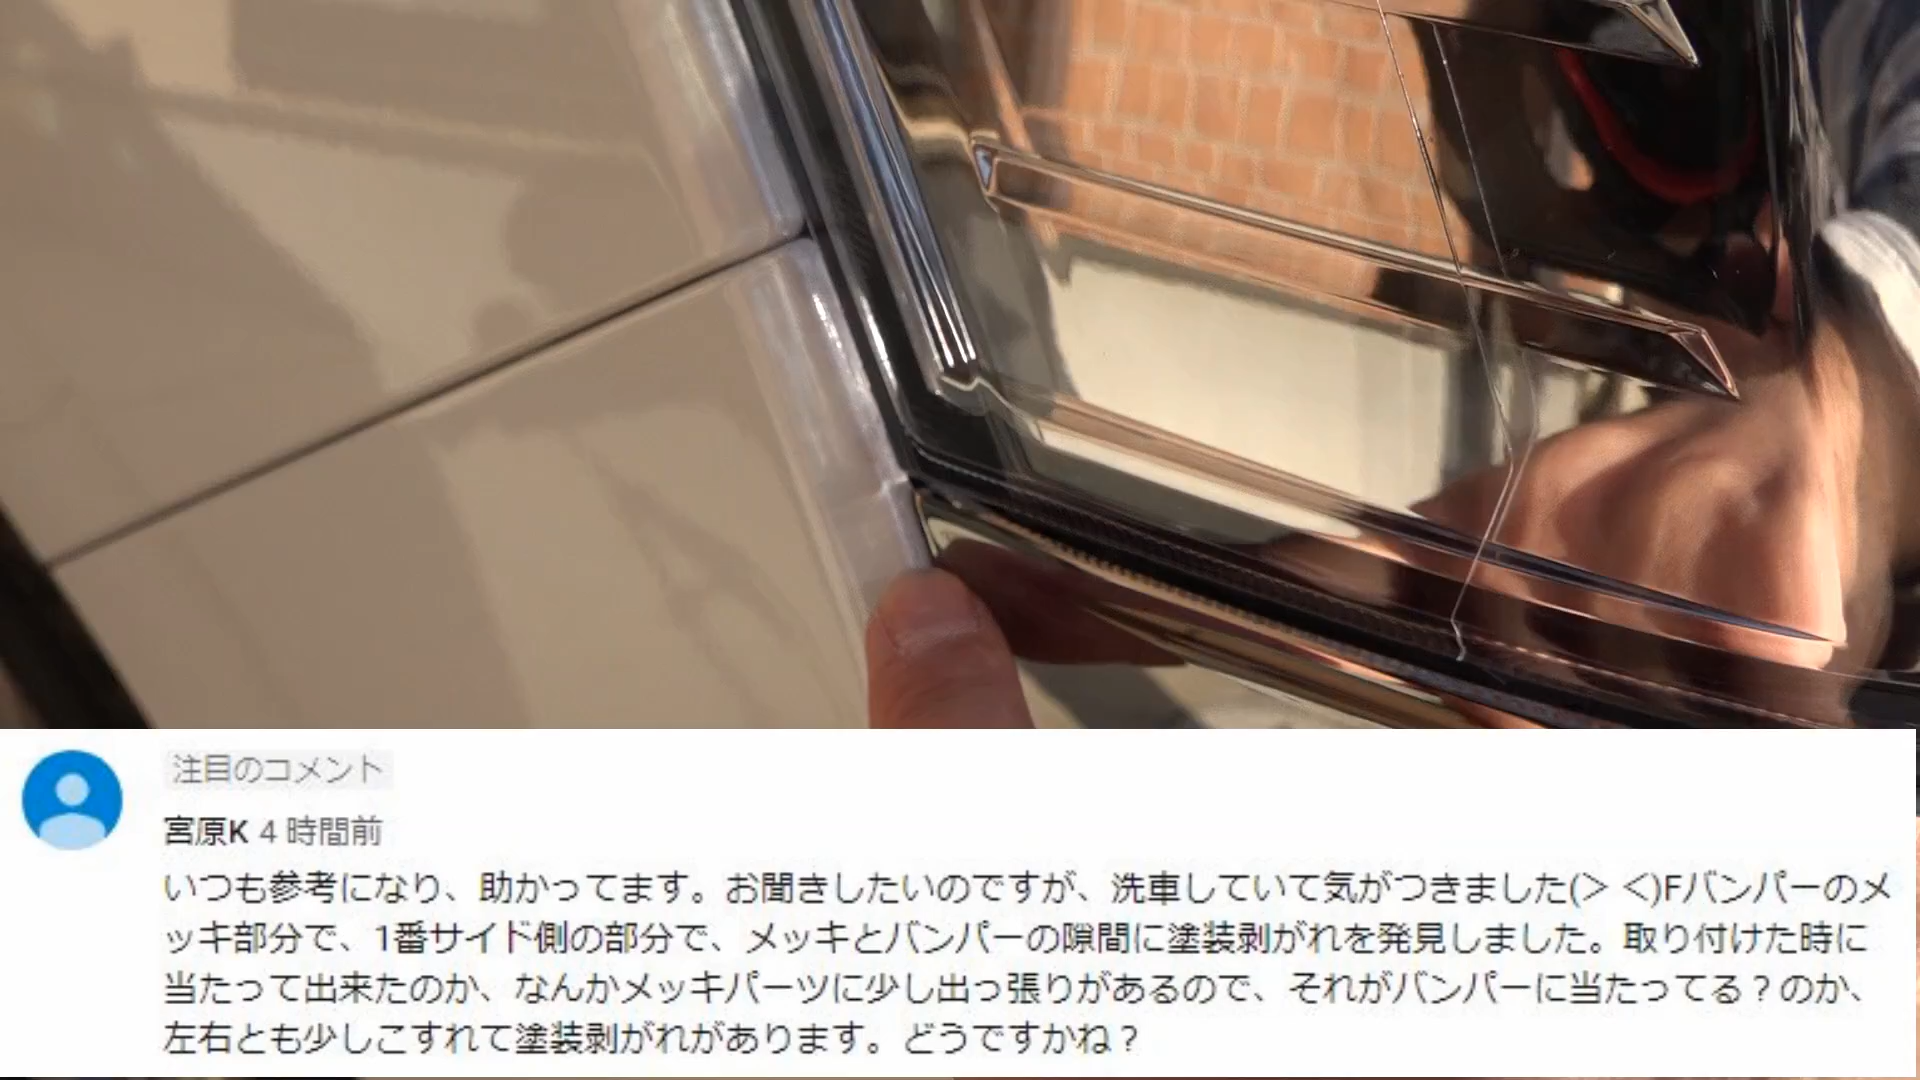 注目のコメント
宮原K 4 時間前
いつも参考になり、助かってます。お聞きしたいのですが、洗車していて気がつきました(> <)Fバンパーのメ
ッキ部分で、1番サイド側の部分で、メッキとバンパーの隙間に塗装剥がれを発見しました。取り付けた時に
当たって出来たのか、なんかメッキパーツに少し出っ張りがあるので、それがバンパーに当たってる？のか、
左右とも少しこすれて塗装剥がれがあります。どうですかね？